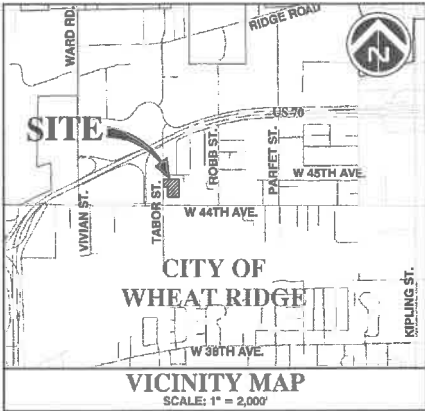 RIDGE ROAD
WARD RD.
N
US 70
SITE
ROBB ST.
PARFET ST.
W 45TH AVE.
VIVIAN ST.
TABOR ST.
W 44TH AVE.
CITY OF
WHEAT RIDGE
KIPLING ST.
W 38TH AVE.
VICINITY MAP
SCALE: 1" = 2,000'